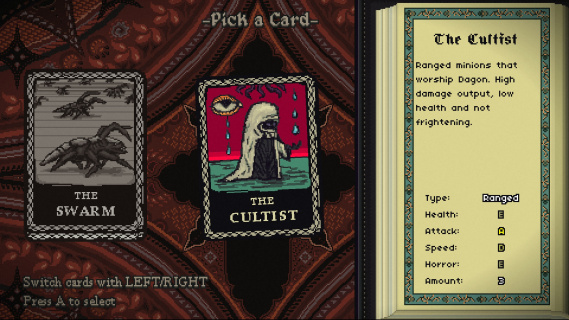 -Pick a Card-
THE
SWARM
THE
CULTIST
Switch cards with LEFT/RIGHT
Press A to select
The Cultist
Ranged minions that
worship Dagon. High
damage output, low
health and not
frightening.
Type: Ranged
Health: E
Attack: A
Speed: D
Horror: E
Amount: 3